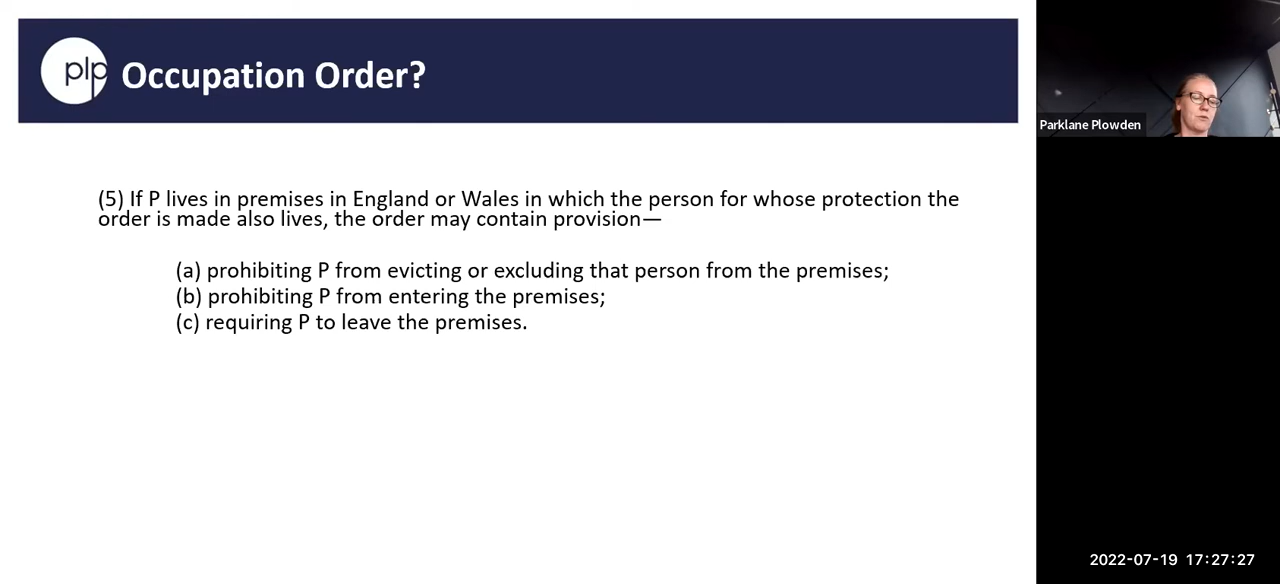 plp
Occupation Order?
(5) If P lives in premises in England or Wales in which the person for whose protection the
order is made also lives, the order may contain provision—
(a) prohibiting P from evicting or excluding that person from the premises;
(b) prohibiting P from entering the premises;
(c) requiring P to leave the premises.
Parklane Plowden
2022-07-19 17:27:27